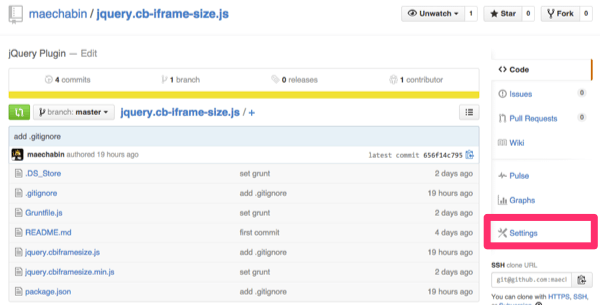 maechabin / jquery.cb-iframe-size.js
Unwatch 1 Star 0 Fork 0
jQuery Plugin — Edit
4 commits 1 branch 0 releases 1 contributor
branch: master jquery.cb-iframe-size.js / +
add .gitignore
maechabin authored 19 hours ago latest commit 656f14c795
.DS_Store set grunt 2 days ago
.gitignore add .gitignore 19 hours ago
Gruntfile.js set grunt 2 days ago
README.md first commit 4 days ago
jquery.cbiframesize.js add .gitignore 19 hours ago
jquery.cbiframesize.min.js set grunt 2 days ago
package.json add .gitignore 19 hours ago
Code
Issues 0
Pull Requests 0
Wiki
Pulse
Graphs
Settings
SSH clone URL
git@github.com:maecl
You can clone with HTTPS, SSH,